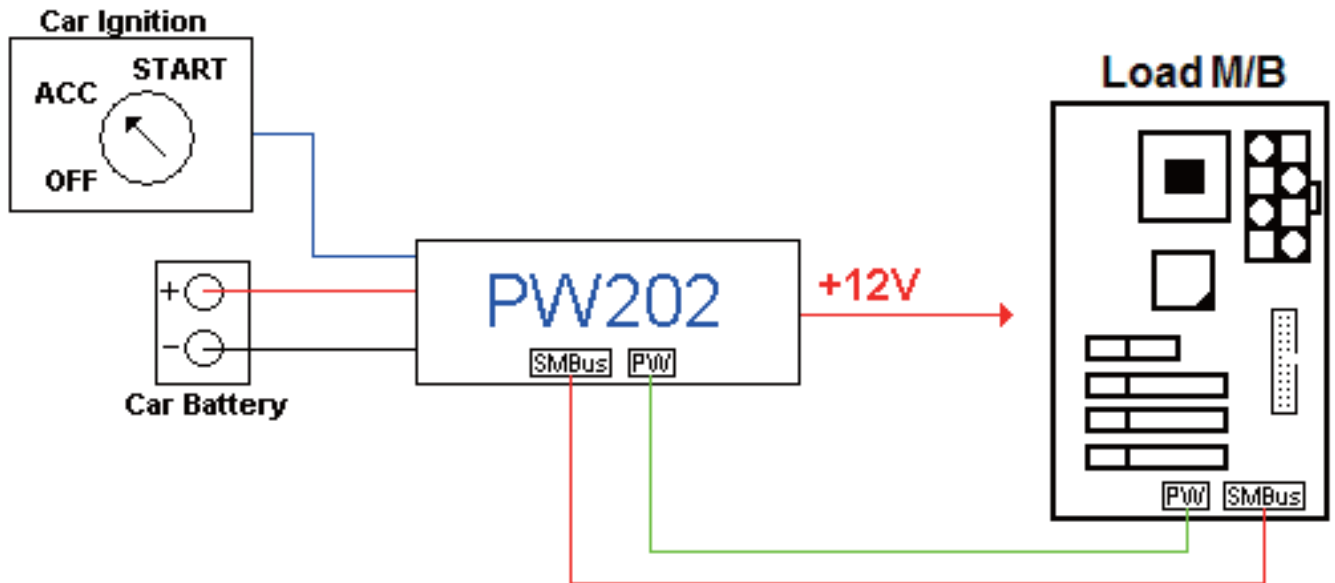 Car Ignition
START
ACC
OFF
Load M/B
+
-
Car Battery
PW202
SMBus PW
+12V
PW SMBus